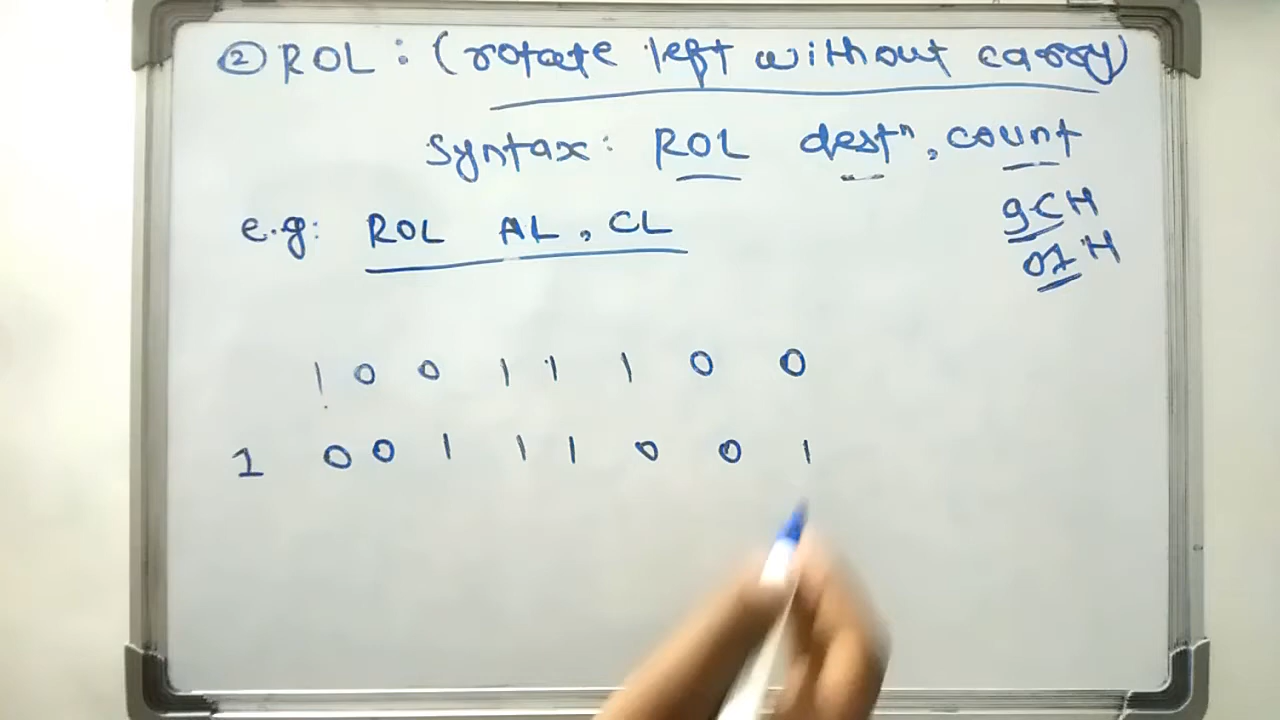 ② ROL : (rotate left without carry)
Syntax: ROL destⁿ, count
9CH
e.g: ROL AL, CL
01H
1 0 0 1 1 1 0 0
1 0 0 1 1 1 0 0 1